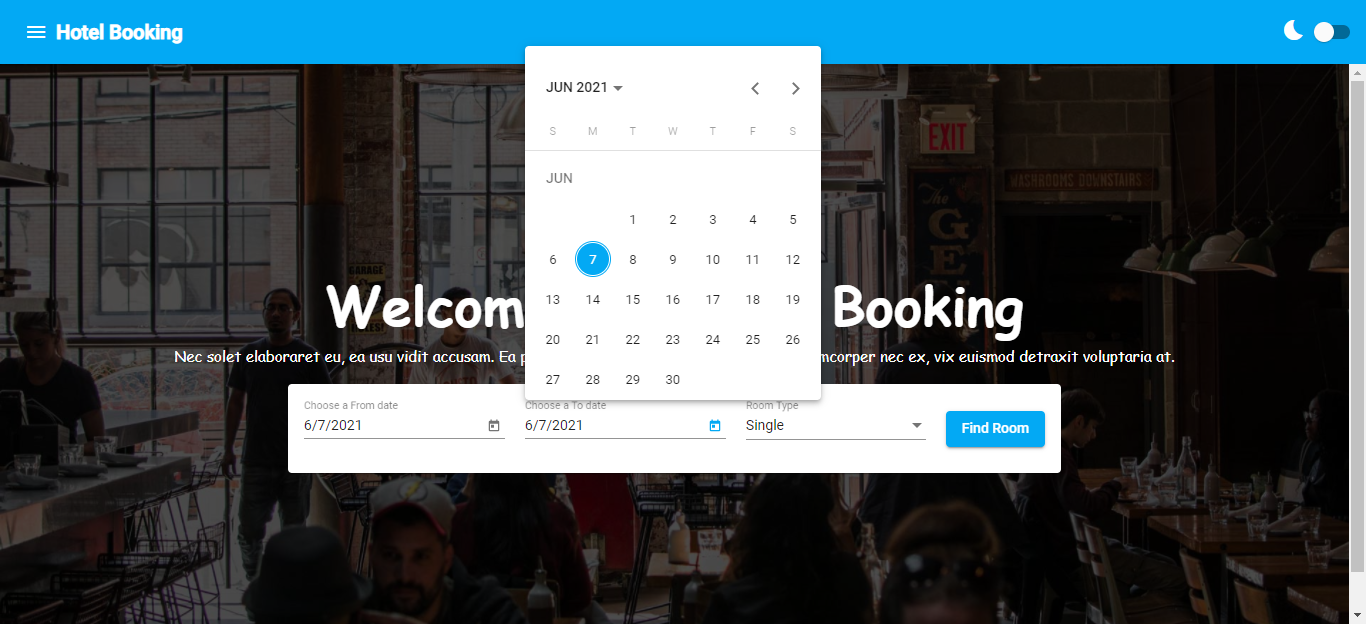 Hotel Booking
JUN 2021
S M T W T F S
JUN
1 2 3 4 5
6 7 8 9 10 11 12
13 14 15 16 17 18 19
20 21 22 23 24 25 26
27 28 29 30
EXIT
WASHROOMS DOWNSTAIRS
The
GE
GARAGE
Welcom Booking
Nec solet elaboraret eu, ea usu vidit accusam. Ea p mcorper nec ex, vix euismod detraxit voluptaria at.
Choose a From date Choose a To date Room Type
6/7/2021 6/7/2021 Single Find Room